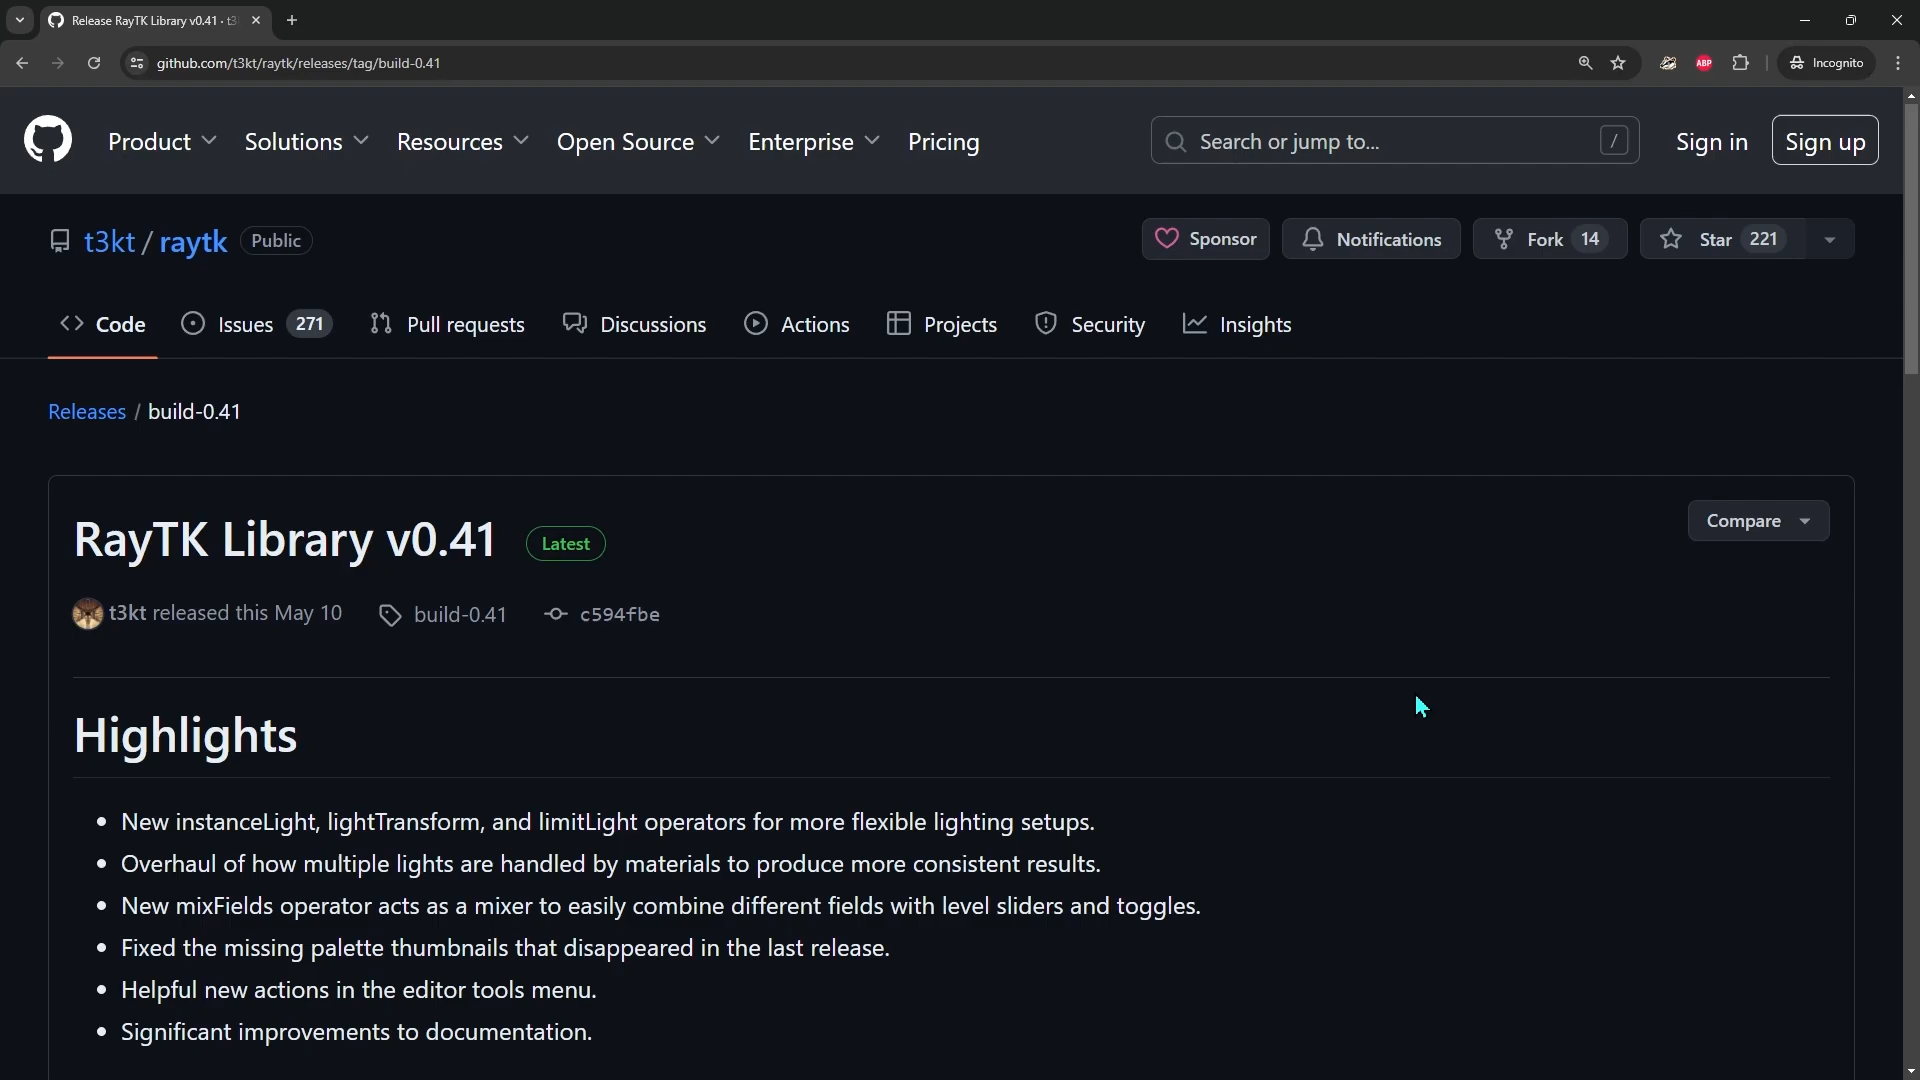 Release RayTK Library v0.41 · t3
github.com/t3kt/raytk/releases/tag/build-0.41
ABP
Incognito
Product
Solutions
Resources
Open Source
Enterprise
Pricing
Search or jump to...
/
Sign in
Sign up
t3kt / raytk
Public
Sponsor
Notifications
Fork 14
Star 221
Code
Issues 271
Pull requests
Discussions
Actions
Projects
Security
Insights
Releases / build-0.41
RayTK Library v0.41
Latest
Compare
t3kt released this May 10
build-0.41
c594fbe
Highlights
• New instanceLight, lightTransform, and limitLight operators for more flexible lighting setups.
• Overhaul of how multiple lights are handled by materials to produce more consistent results.
• New mixFields operator acts as a mixer to easily combine different fields with level sliders and toggles.
• Fixed the missing palette thumbnails that disappeared in the last release.
• Helpful new actions in the editor tools menu.
• Significant improvements to documentation.